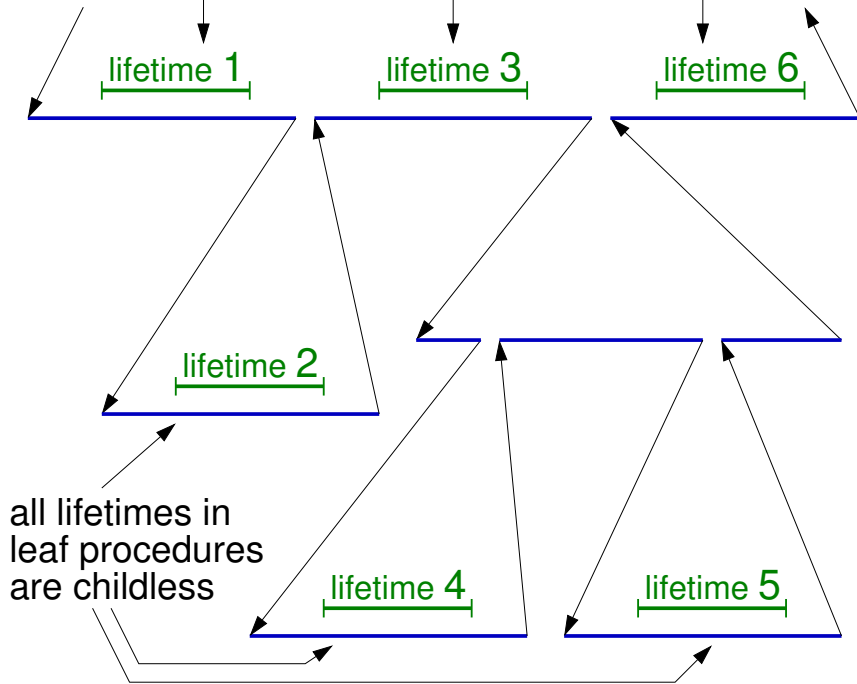 lifetime 1
lifetime 3
lifetime 6
lifetime 2
all lifetimes in
leaf procedures
are childless
lifetime 4
lifetime 5